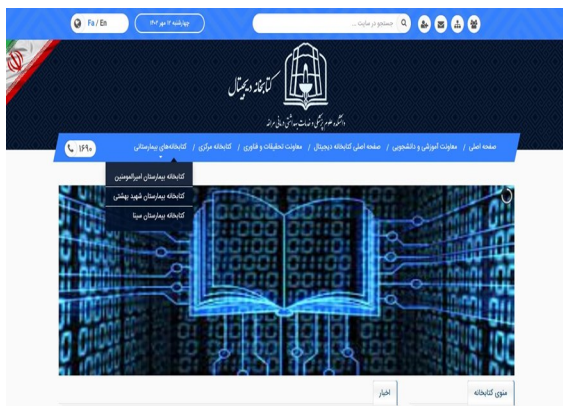 جستجو در سایت ...
چهارشنبه ۱۲ مهر ۱۴۰۲
Fa / En
کتابخانه دیجیتال
دانشگاه علوم پزشکی و خدمات بهداشتی درمانی مراغه
صفحه اصلی / معاونت آموزشی و دانشجویی / صفحه اصلی کتابخانه دیجیتال / معاونت تحقیقات و فناوری / کتابخانه مرکزی / کتابخانه‌های بیمارستانی
۱۶۹۰
کتابخانه بیمارستان امیرالمومنین
کتابخانه بیمارستان شهید بهشتی
کتابخانه بیمارستان سینا
منوی کتابخانه
اخبار